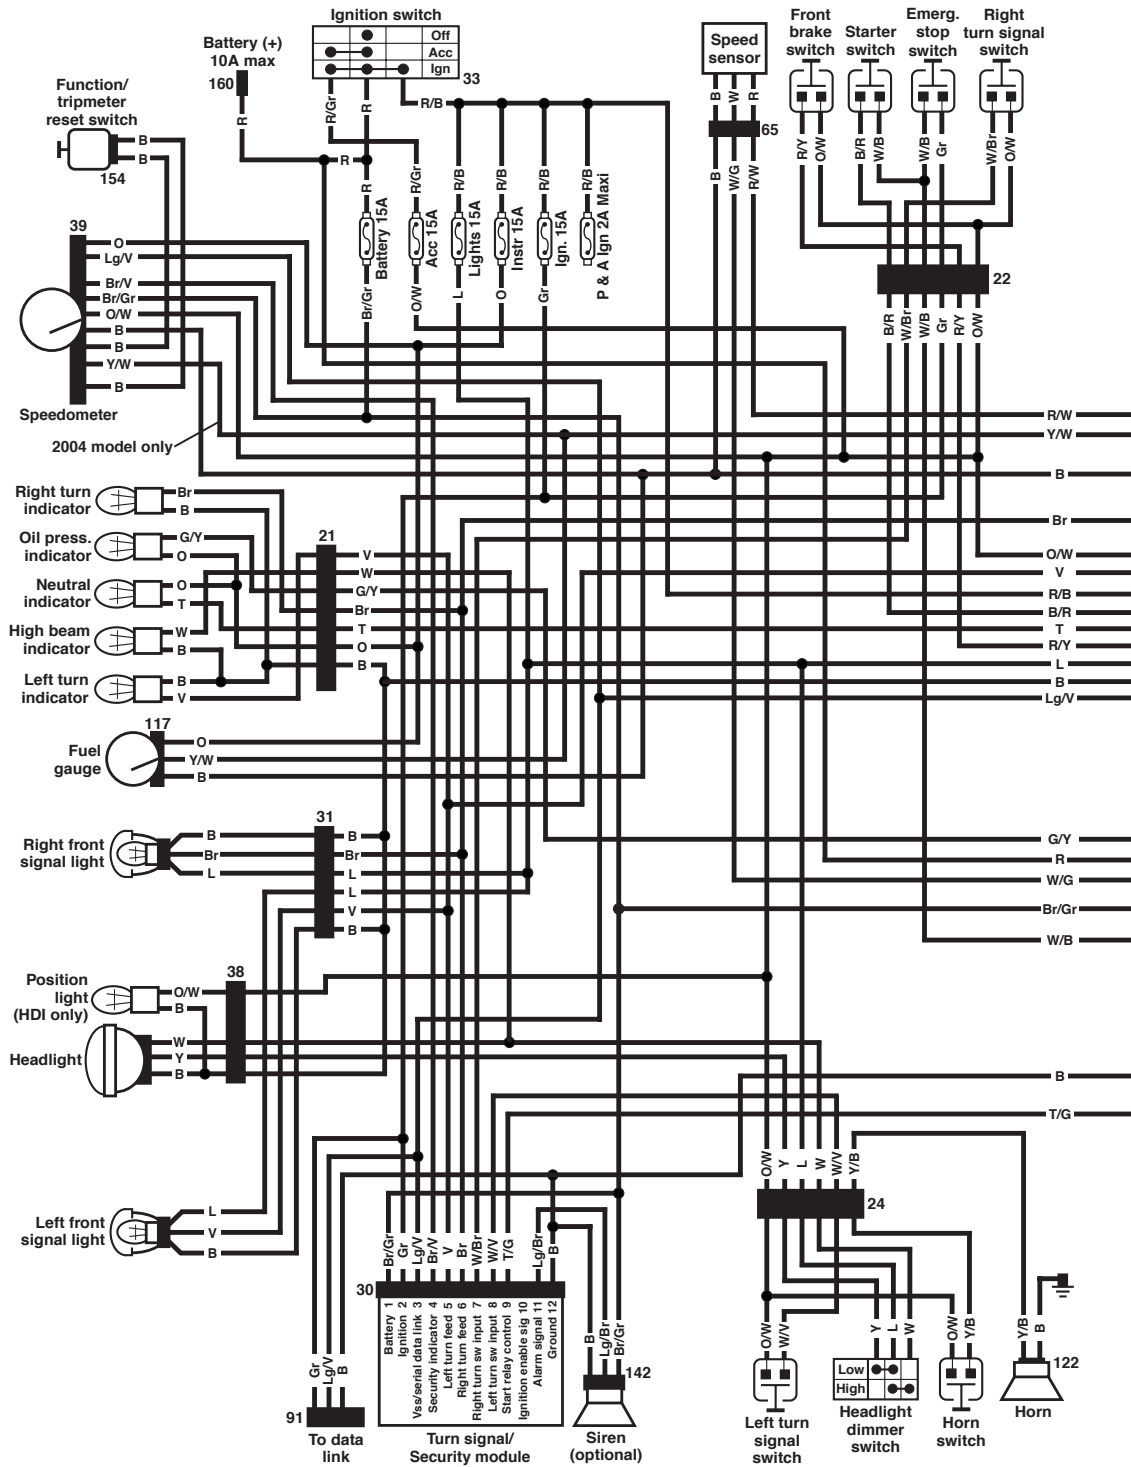 Ignition switch
Off
Acc
Ign
33
Battery (+)
10A max
160
Function/
tripmeter
reset switch
B
B
154
R
R/Gr
R
R/B
R
R
R/Gr
R/B
R/B
R/B
R/B
Battery 15A
Acc 15A
Lights 15A
Instr 15A
Ign. 15A
P & A Ign 2A Maxi
Br/Gr
O/W
L
O
Gr
Speed
sensor
B
W
R
65
B
W/G
R/W
Front
brake
switch
Starter
switch
Emerg.
stop
switch
Right
turn signal
switch
R/Y
O/W
B/R
W/B
W/B
Gr
W/Br
O/W
22
B/R
W/Br
W/B
Gr
R/Y
O/W
39
O
Lg/V
Br/V
Br/Gr
O/W
B
B
Y/W
B
Speedometer
2004 model only
R/W
Y/W
B
Br
O/W
V
R/B
B/R
T
R/Y
L
B
Lg/V
Right turn
indicator
Br
B
Oil press.
indicator
G/Y
O
Neutral
indicator
O
T
High beam
indicator
W
B
Left turn
indicator
B
V
21
V
W
G/Y
Br
T
O
B
117
Fuel
gauge
O
Y/W
B
31
Right front
signal light
B
Br
L
B
Br
L
L
V
B
G/Y
R
W/G
Br/Gr
W/B
Position
light
(HDI only)
O/W
B
38
Headlight
W
Y
B
B
T/G
Left front
signal light
L
V
B
O/W
Y
L
W
W/V
Y/B
24
Br/Gr
Gr
Lg/V
Br/V
V
Br
W/Br
W/V
T/G
Lg/Br
B
30
Battery 1
Ignition 2
Vss/serial data link 3
Security indicator 4
Left turn feed 5
Right turn feed 6
Right turn sw input 7
Left turn sw input 8
Start relay control 9
Ignition enable sig 10
Alarm signal 11
Ground 12
Turn signal/
Security module
Gr
Lg/V
B
91
To data
link
B
Lg/Br
Br/Gr
142
Siren
(optional)
O/W
W/V
Left turn
signal
switch
Y
L
W
Low
High
Headlight
dimmer
switch
O/W
Y/B
Horn
switch
Y/B
B
122
Horn